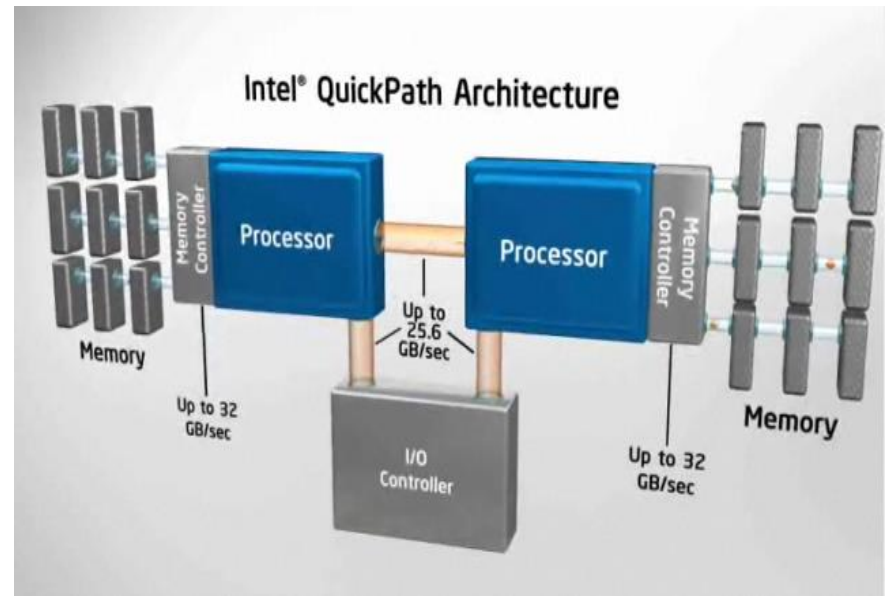 Intel® QuickPath Architecture
Memory
Controller
Processor
Processor
Memory
Controller
Up to
25.6
GB/sec
Memory
Memory
Up to 32
GB/sec
I/O
Controller
Up to 32
GB/sec